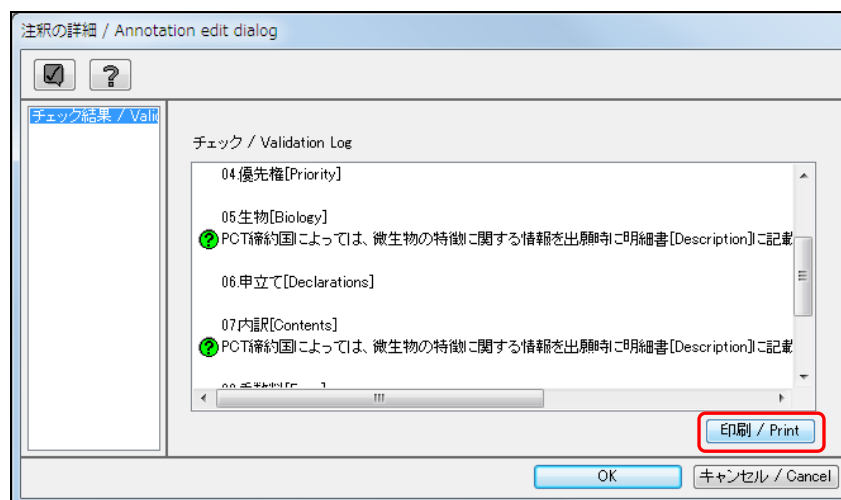 注釈の詳細 / Annotation edit dialog
チェック結果 / Valid
チェック / Validation Log
04.優先権[Priority]
05.生物[Biology]
PCT締約国によっては、微生物の特徴に関する情報を出願時に明細書[Description]に記載
06.申立て[Declarations]
07.内訳[Contents]
PCT締約国によっては、微生物の特徴に関する情報を出願時に明細書[Description]に記載
印刷 / Print
OK
キャンセル / Cancel